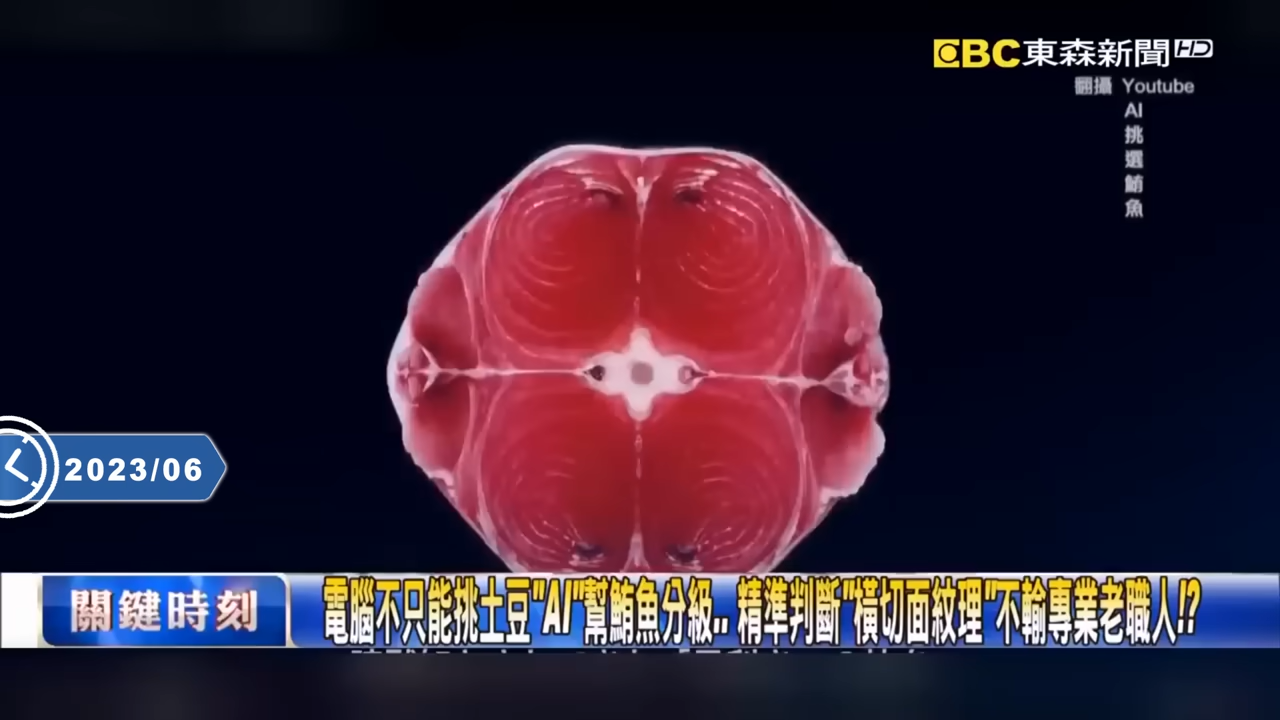 EBC東森新聞HD
翻攝 Youtube
AI挑選鮪魚
2023/06
關鍵時刻
電腦不只能挑土豆"AI"幫鮪魚分級.. 精準判斷"橫切面紋理"不輸專業老職人!?